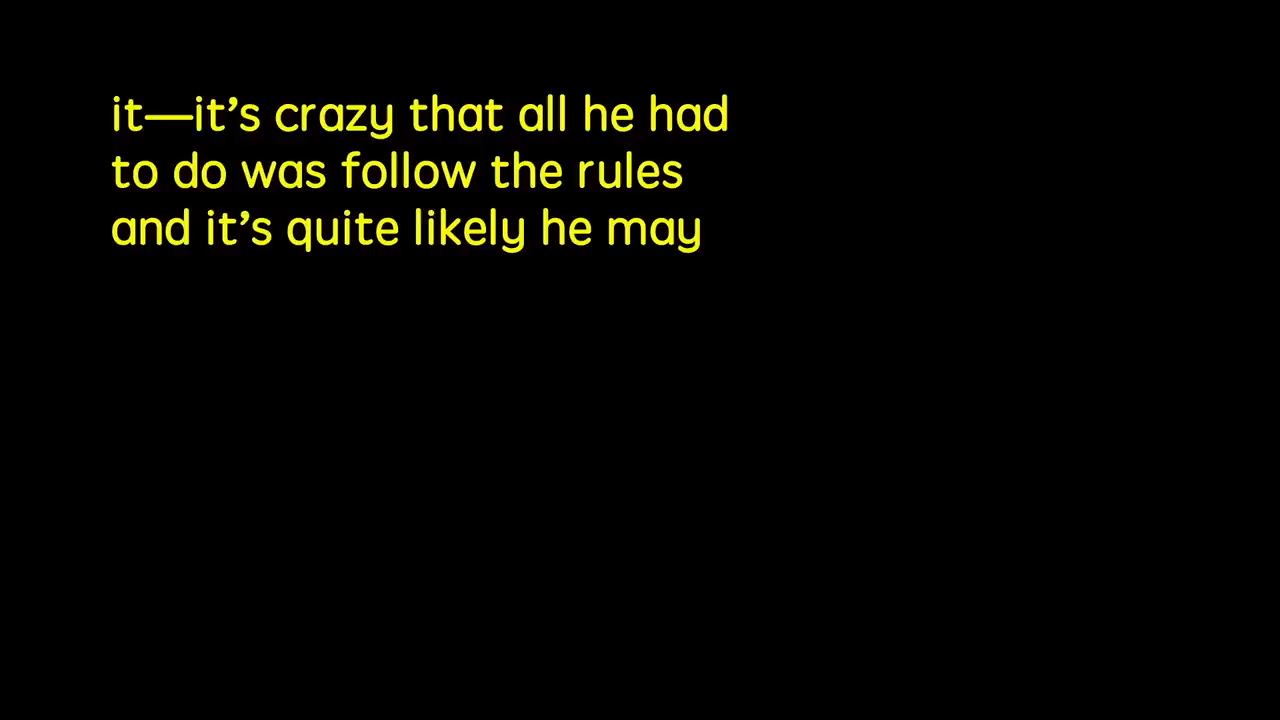 it—it’s crazy that all he had
to do was follow the rules
and it’s quite likely he may